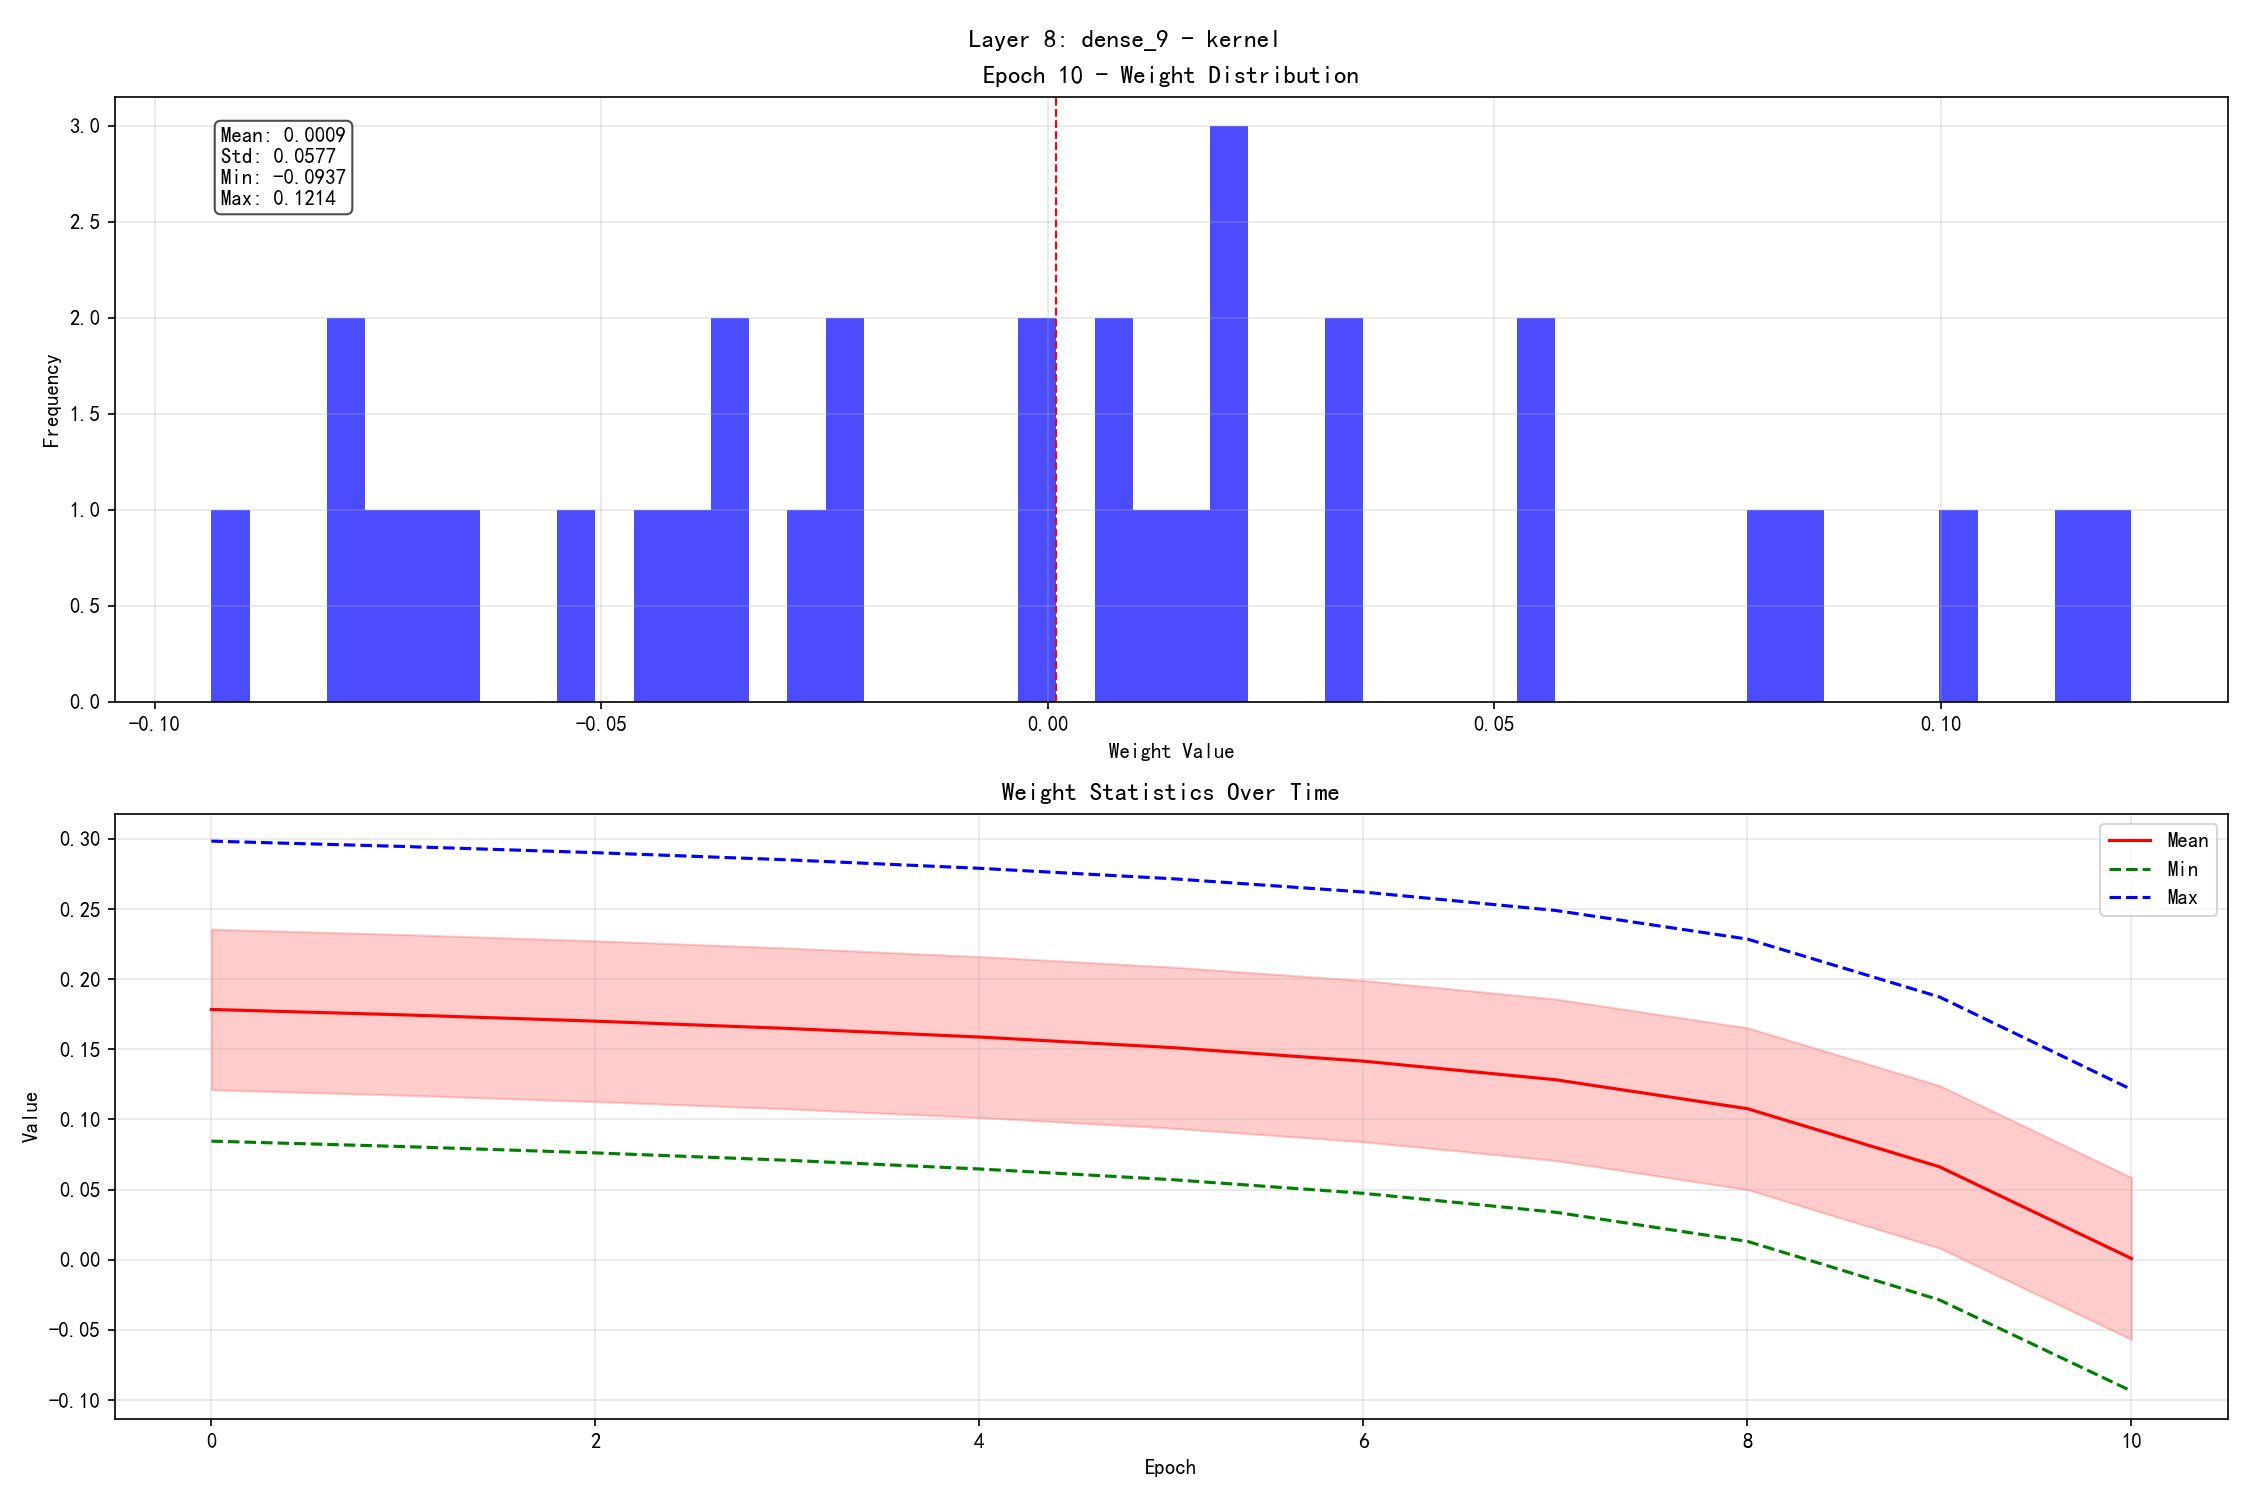 Layer 8: dense_9 - kernel
Epoch 10 - Weight Distribution
Mean: 0.0009
Std: 0.0577
Min: -0.0937
Max: 0.1214
3.0
2.5
2.0
1.5
1.0
0.5
0.0
Frequency
-0.10
-0.05
0.00
0.05
0.10
Weight Value
Weight Statistics Over Time
Mean
Min
Max
0.30
0.25
0.20
0.15
0.10
0.05
0.00
-0.05
-0.10
Value
0
2
4
6
8
10
Epoch